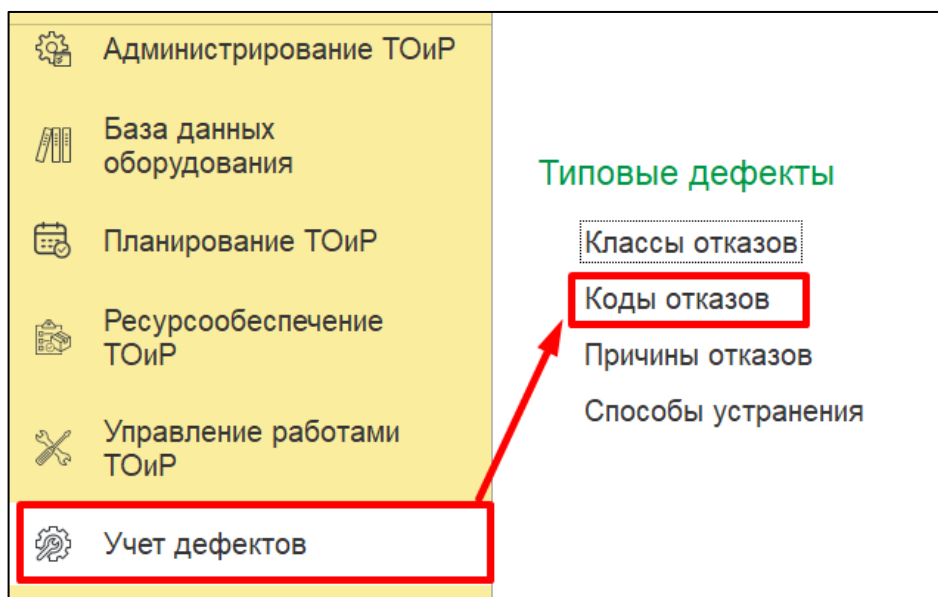 Администрирование ТОиР
База данных
оборудования
Планирование ТОиР
Ресурсообеспечение
ТОиР
Управление работами
ТОиР
Учет дефектов
Типовые дефекты
Классы отказов
Коды отказов
Причины отказов
Способы устранения